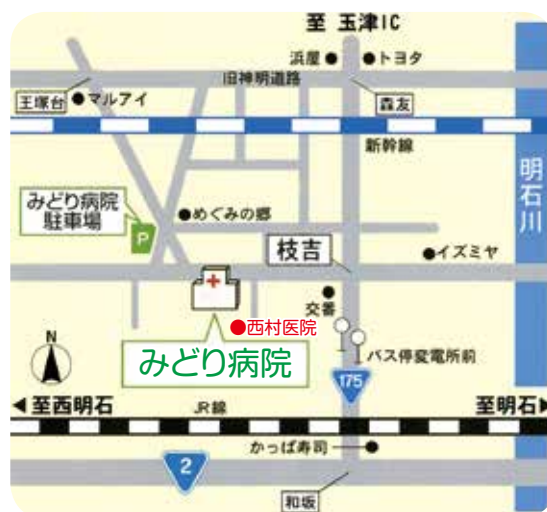 至 玉津IC
浜屋●
●トヨタ
旧神明道路
王塚台
●マルアイ
森友
新幹線
明石川
みどり病院
駐車場
P
●めぐみの郷
枝吉
●イズミヤ
交番
●西村医院
N
みどり病院
バス停変電所前
175
◀至西明石
JR線
至明石▶
かっぱ寿司
2
和坂